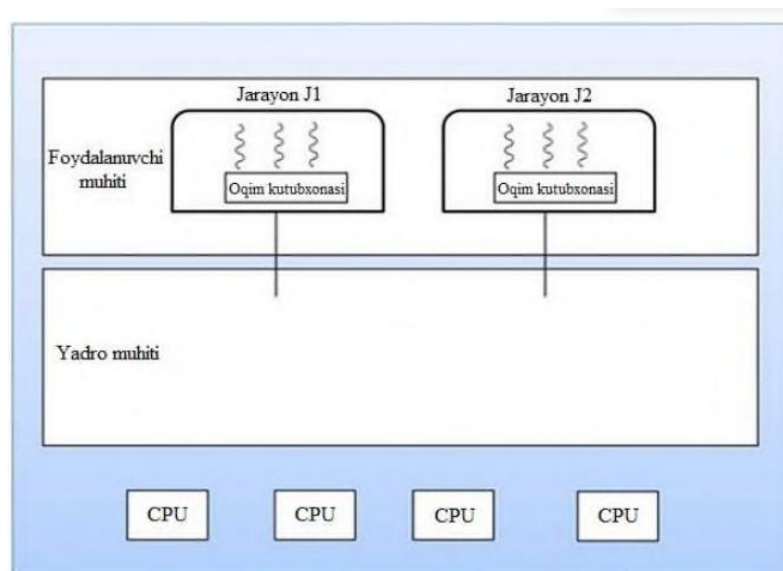 Jarayon J1
Jarayon J2
Foydalanuvchi
muhiti
Oqim kutubxonasi
Oqim kutubxonasi
Yadro muhiti
CPU
CPU
CPU
CPU